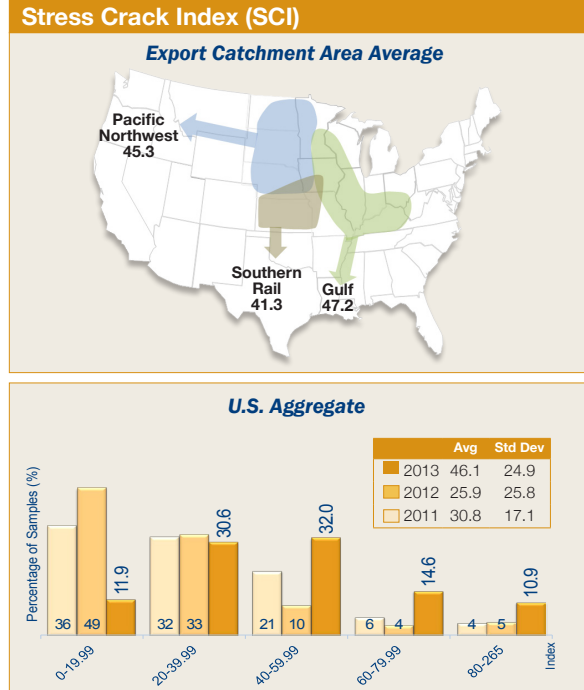 Stress Crack Index (SCI)
Export Catchment Area Average
Pacific
Northwest
45.3
Southern
Rail
41.3
Gulf
47.2
U.S. Aggregate
Avg Std Dev
2013 46.1 24.9
2012 25.9 25.8
2011 30.8 17.1
Percentage of Samples (%)
36 49 11.9
32 33 30.6
21 10 32.0
6 4 14.6
4 5 10.9
0-19.99
20-39.99
40-59.99
60-79.99
80-265
Index